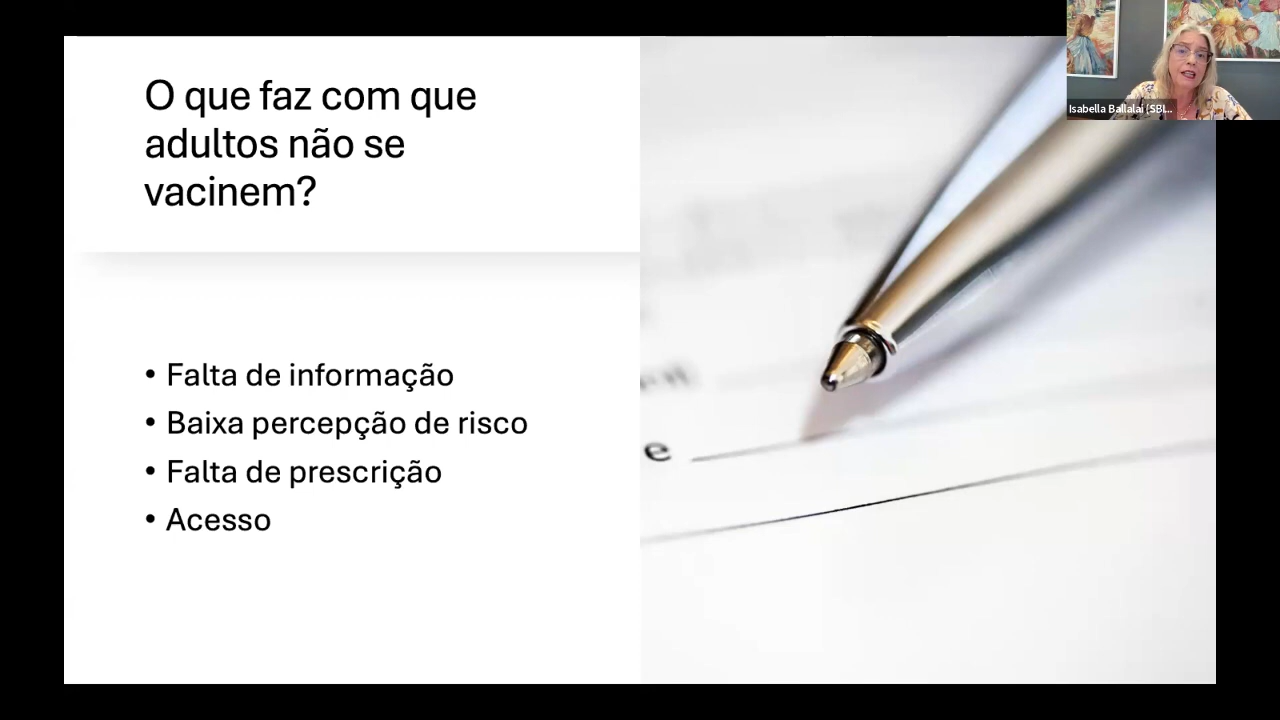 O que faz com que
adultos não se
vacinem?
Isabella Ballalai (SBI...
• Falta de informação
• Baixa percepção de risco
• Falta de prescrição
• Acesso
e